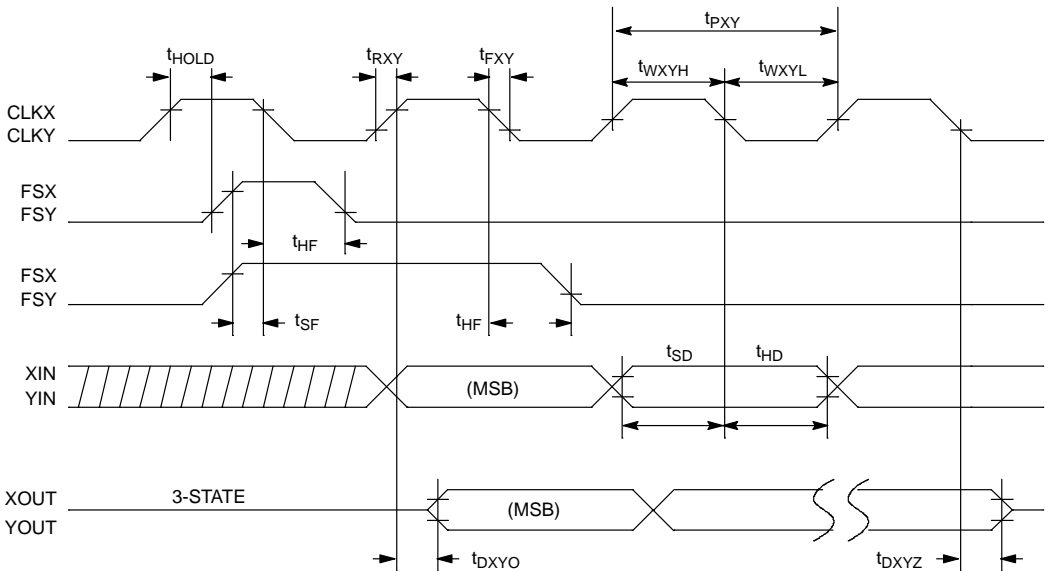 tPXY
tHOLD tRXY tFXY tWXYH tWXYL
CLKX
CLKY
FSX
FSY
tHF
FSX
FSY
tSF tHF
tSD tHD
XIN
YIN
(MSB)
XOUT
YOUT
3-STATE
(MSB)
tDXYO tDXYZ